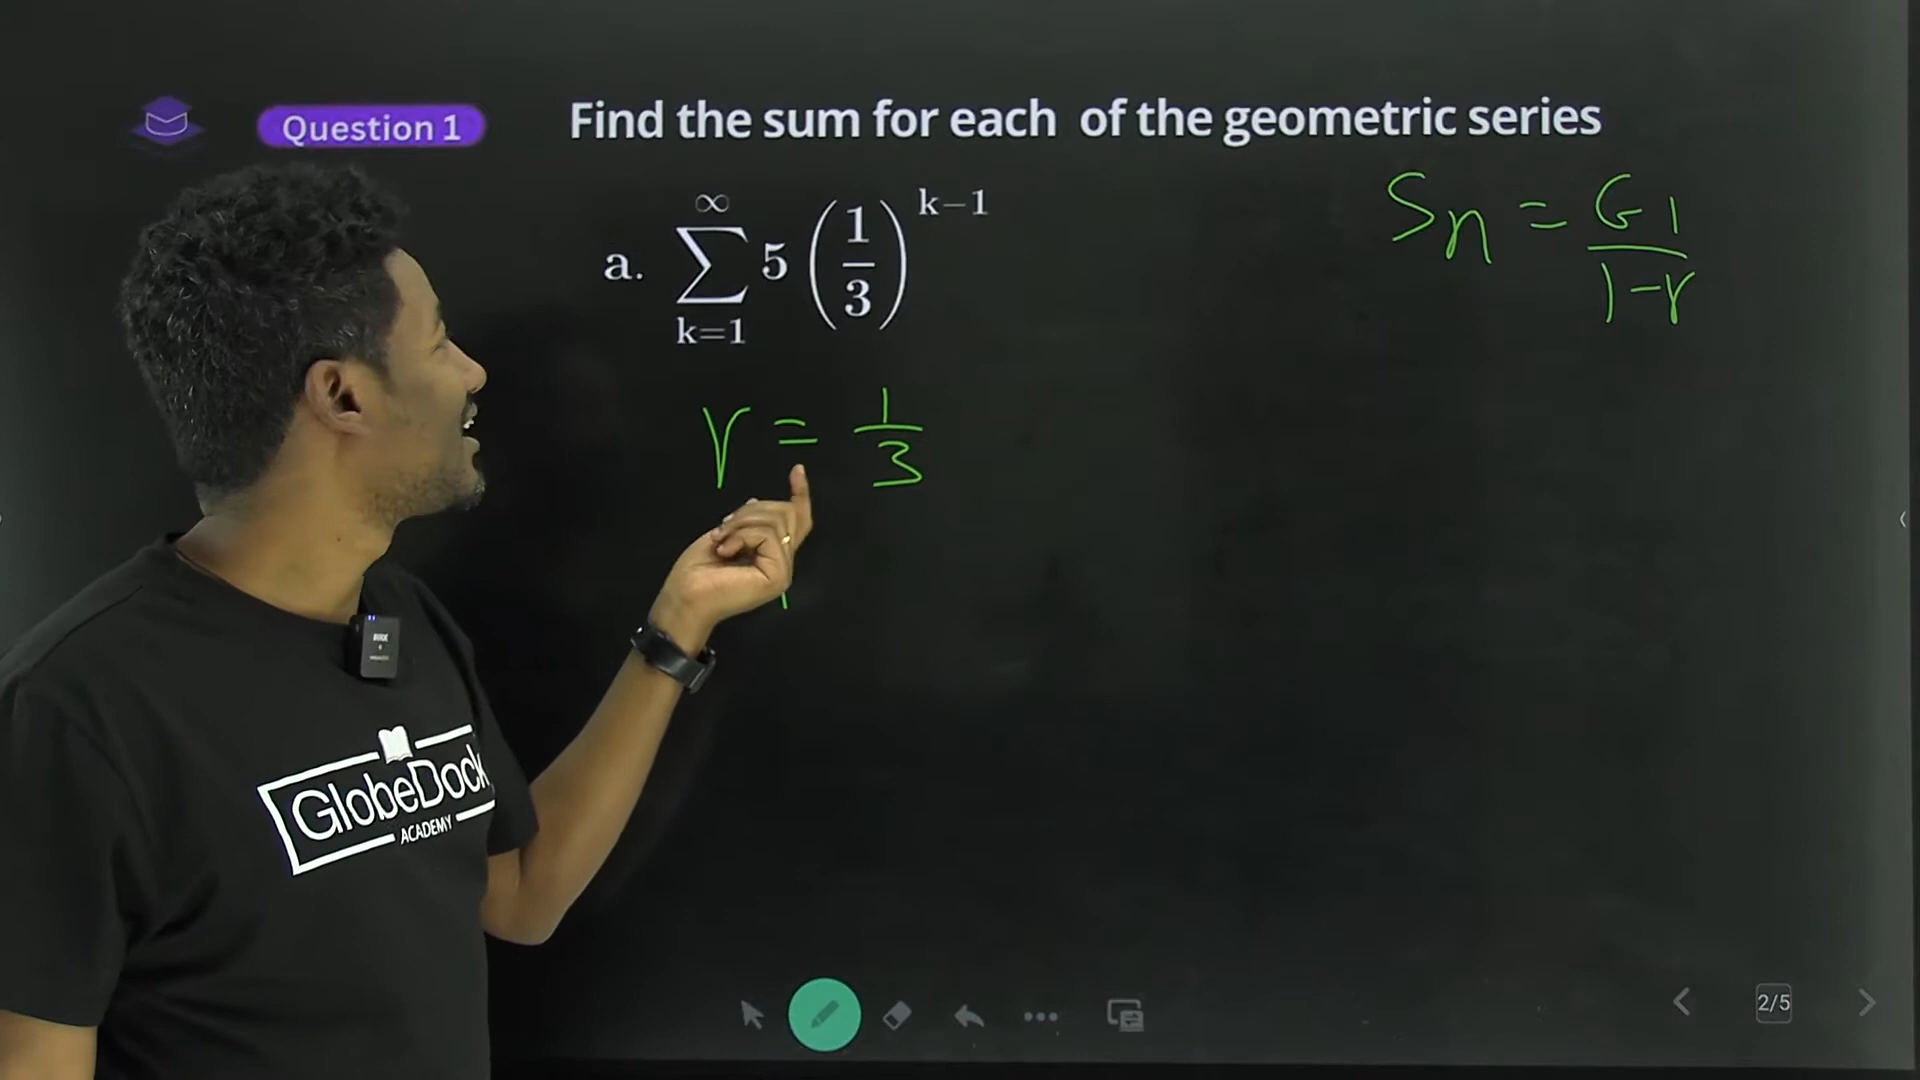 Question 1
Find the sum for each of the geometric series
a. ∑_{k=1}^{∞} 5 (1/3)^{k−1}
Sn = G1/(1-r)
r = 1/3
GlobeDock
ACADEMY
2/5